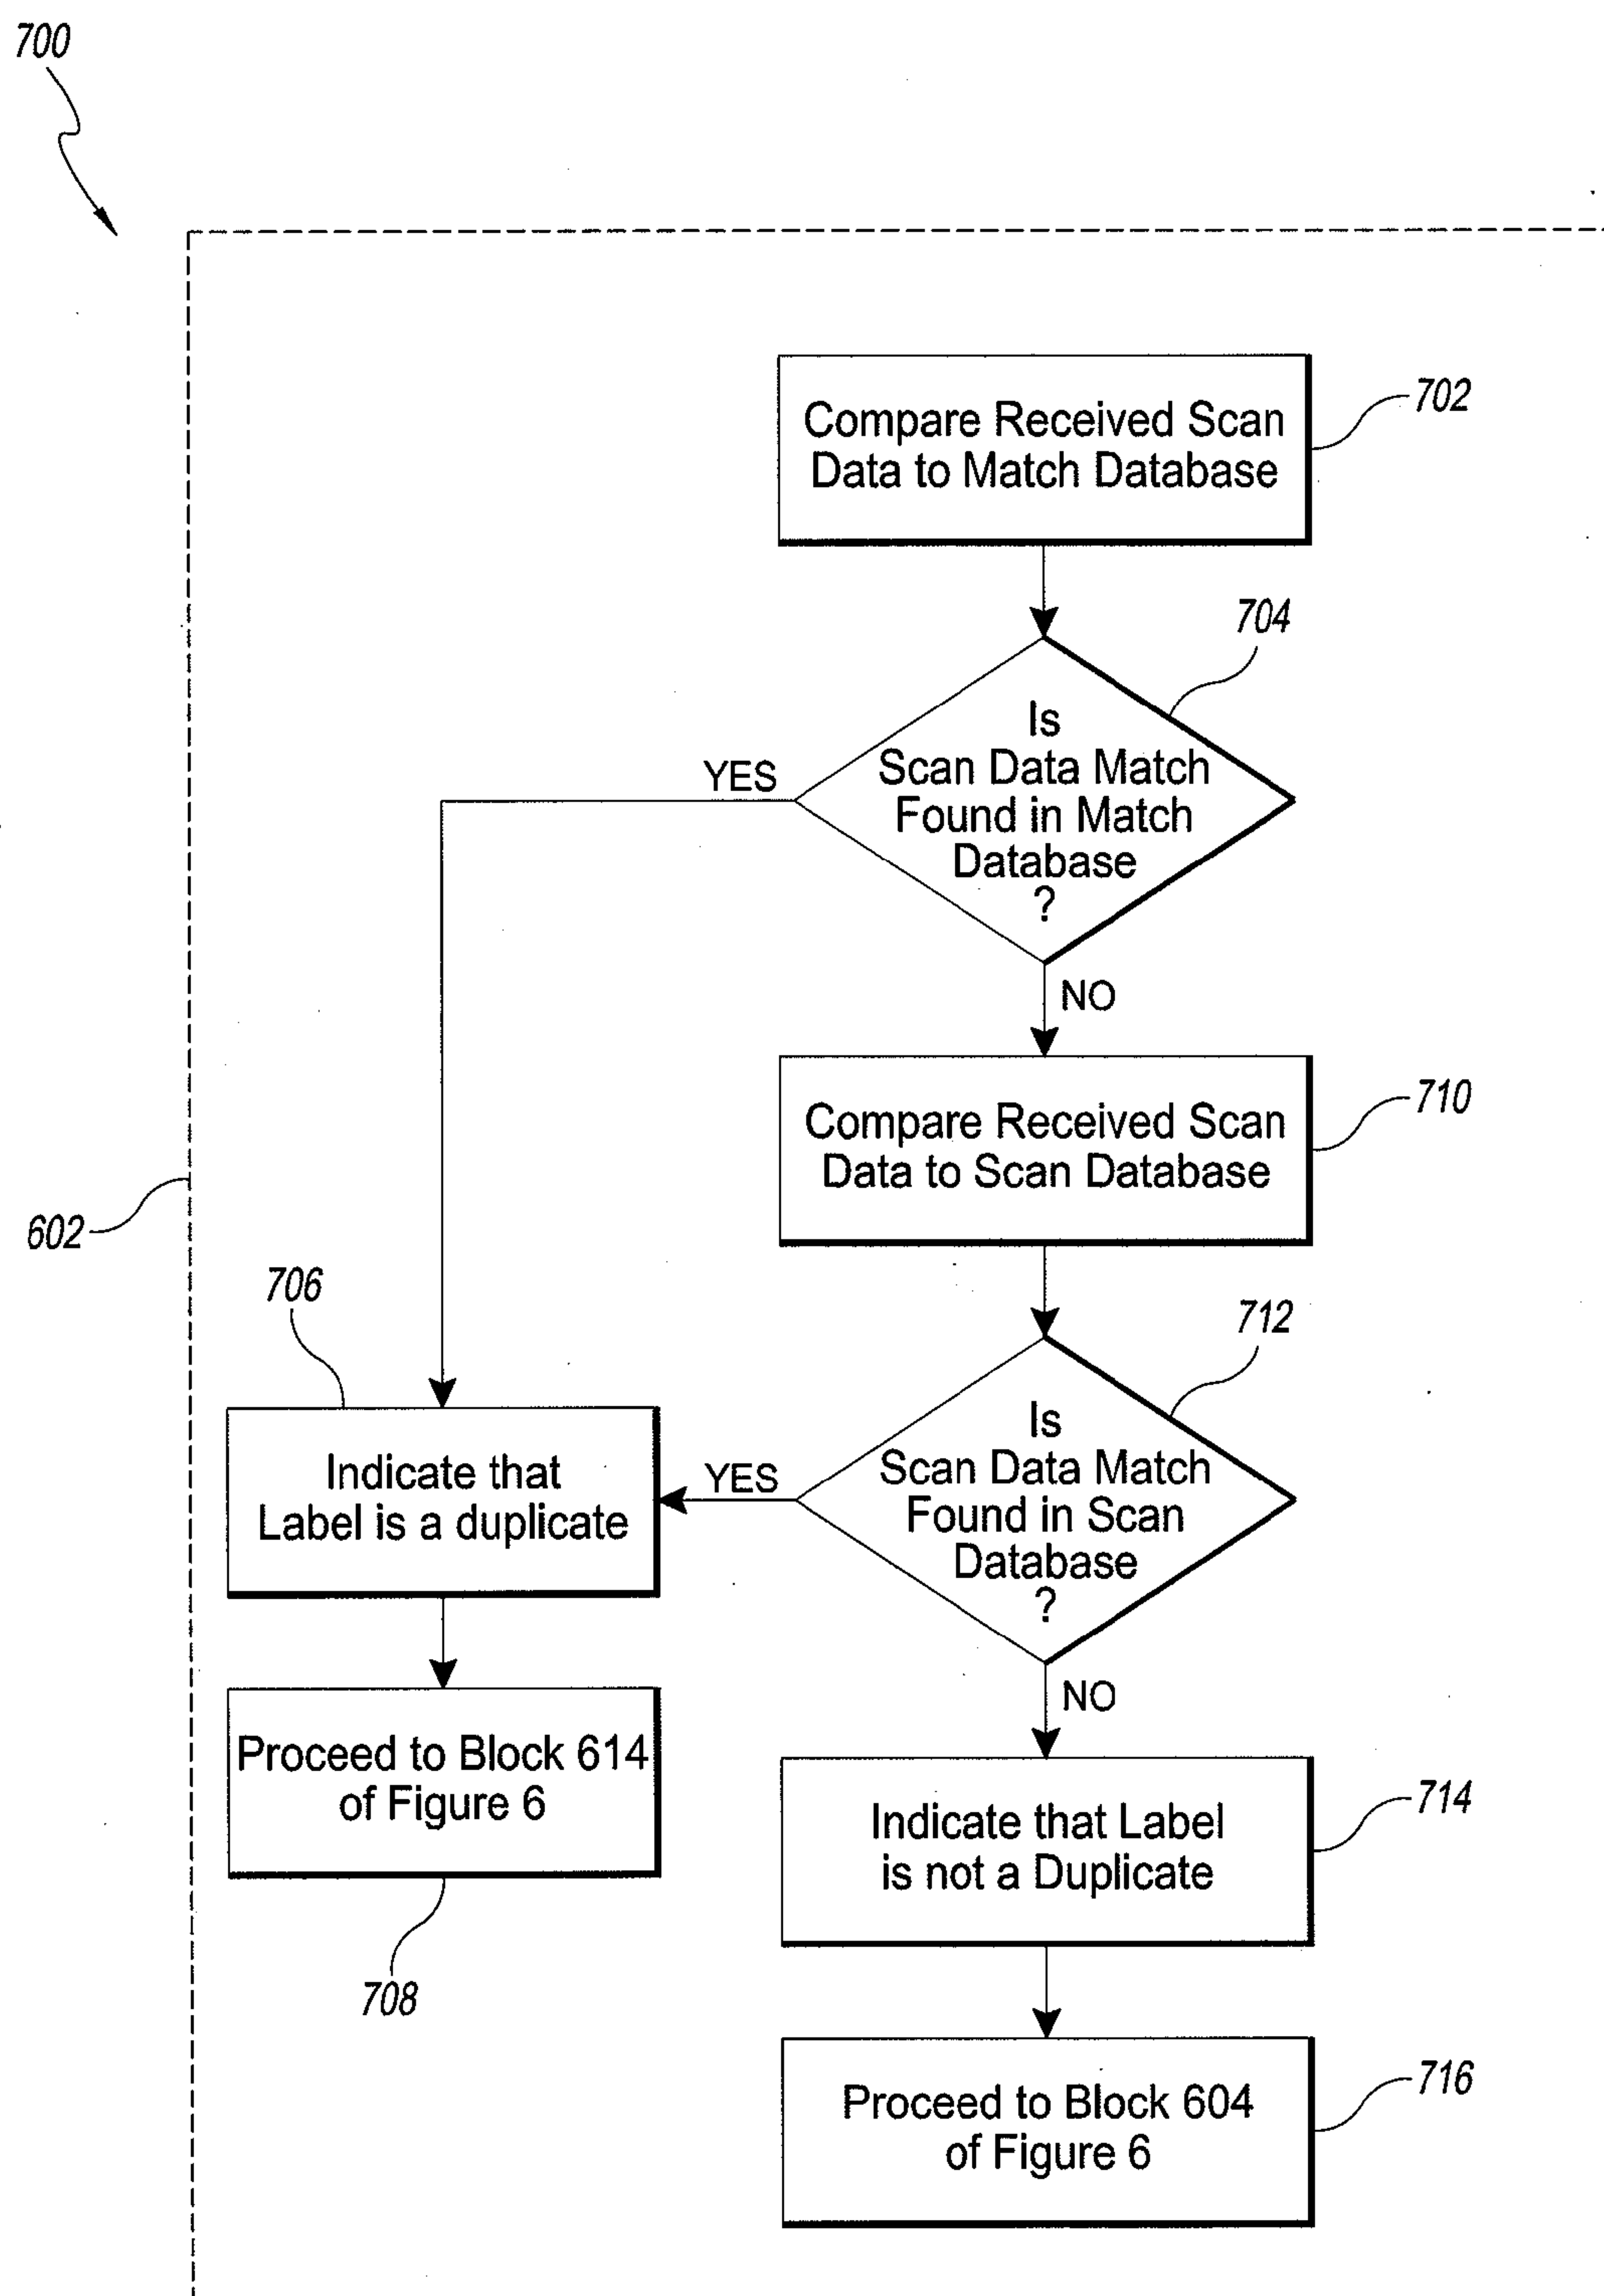 700
Compare Received Scan
Data to Match Database
702
704
Is
Scan Data Match
Found in Match
Database
?
YES
NO
Compare Received Scan
Data to Scan Database
710
602
706
712
Is
Scan Data Match
Found in Scan
Database
?
YES
Indicate that
Label is a duplicate
NO
Proceed to Block 614
of Figure 6
708
Indicate that Label
is not a Duplicate
714
Proceed to Block 604
of Figure 6
716